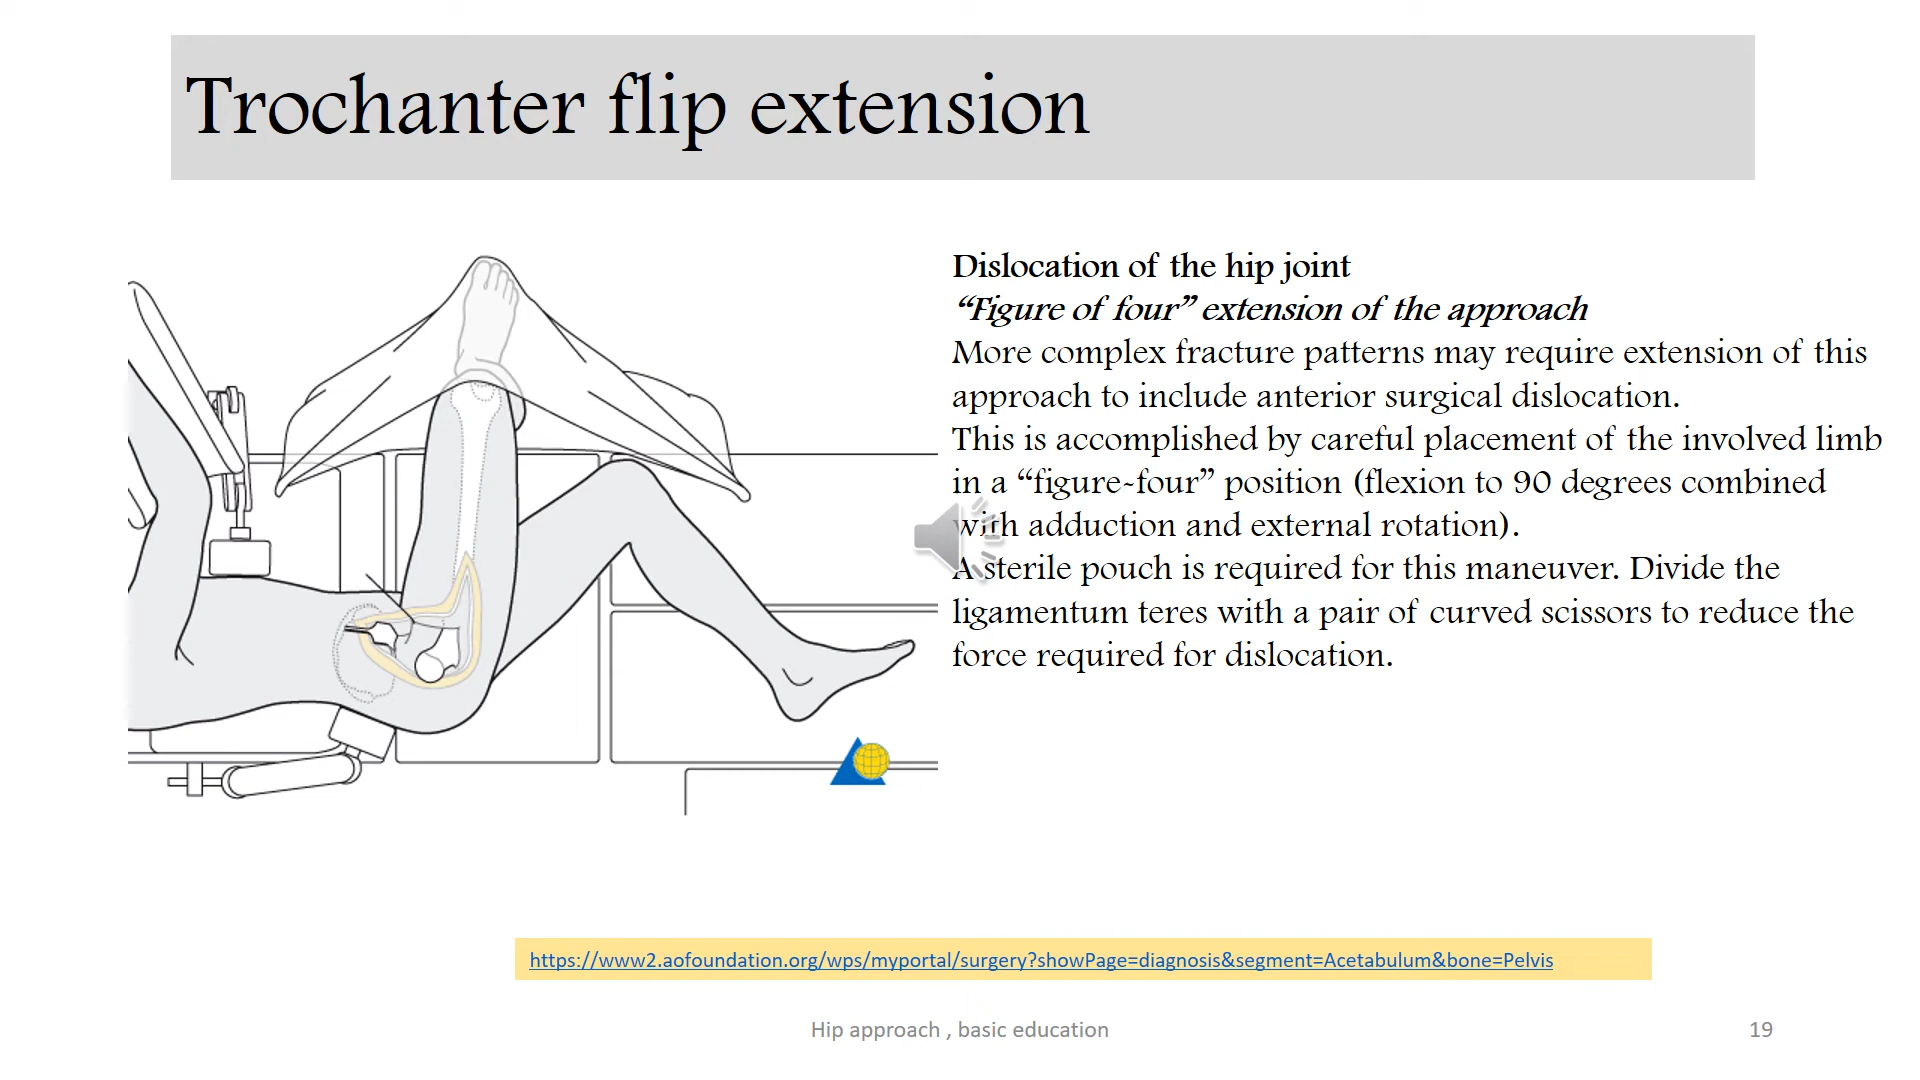 Trochanter flip extension
Dislocation of the hip joint
“Figure of four” extension of the approach
More complex fracture patterns may require extension of this
approach to include anterior surgical dislocation.
This is accomplished by careful placement of the involved limb
in a “figure-four” position (flexion to 90 degrees combined
with adduction and external rotation).
A sterile pouch is required for this maneuver. Divide the
ligamentum teres with a pair of curved scissors to reduce the
force required for dislocation.
https://www2.aofoundation.org/wps/myportal/surgery?showPage=diagnosis&segment=Acetabulum&bone=Pelvis
Hip approach , basic education
19